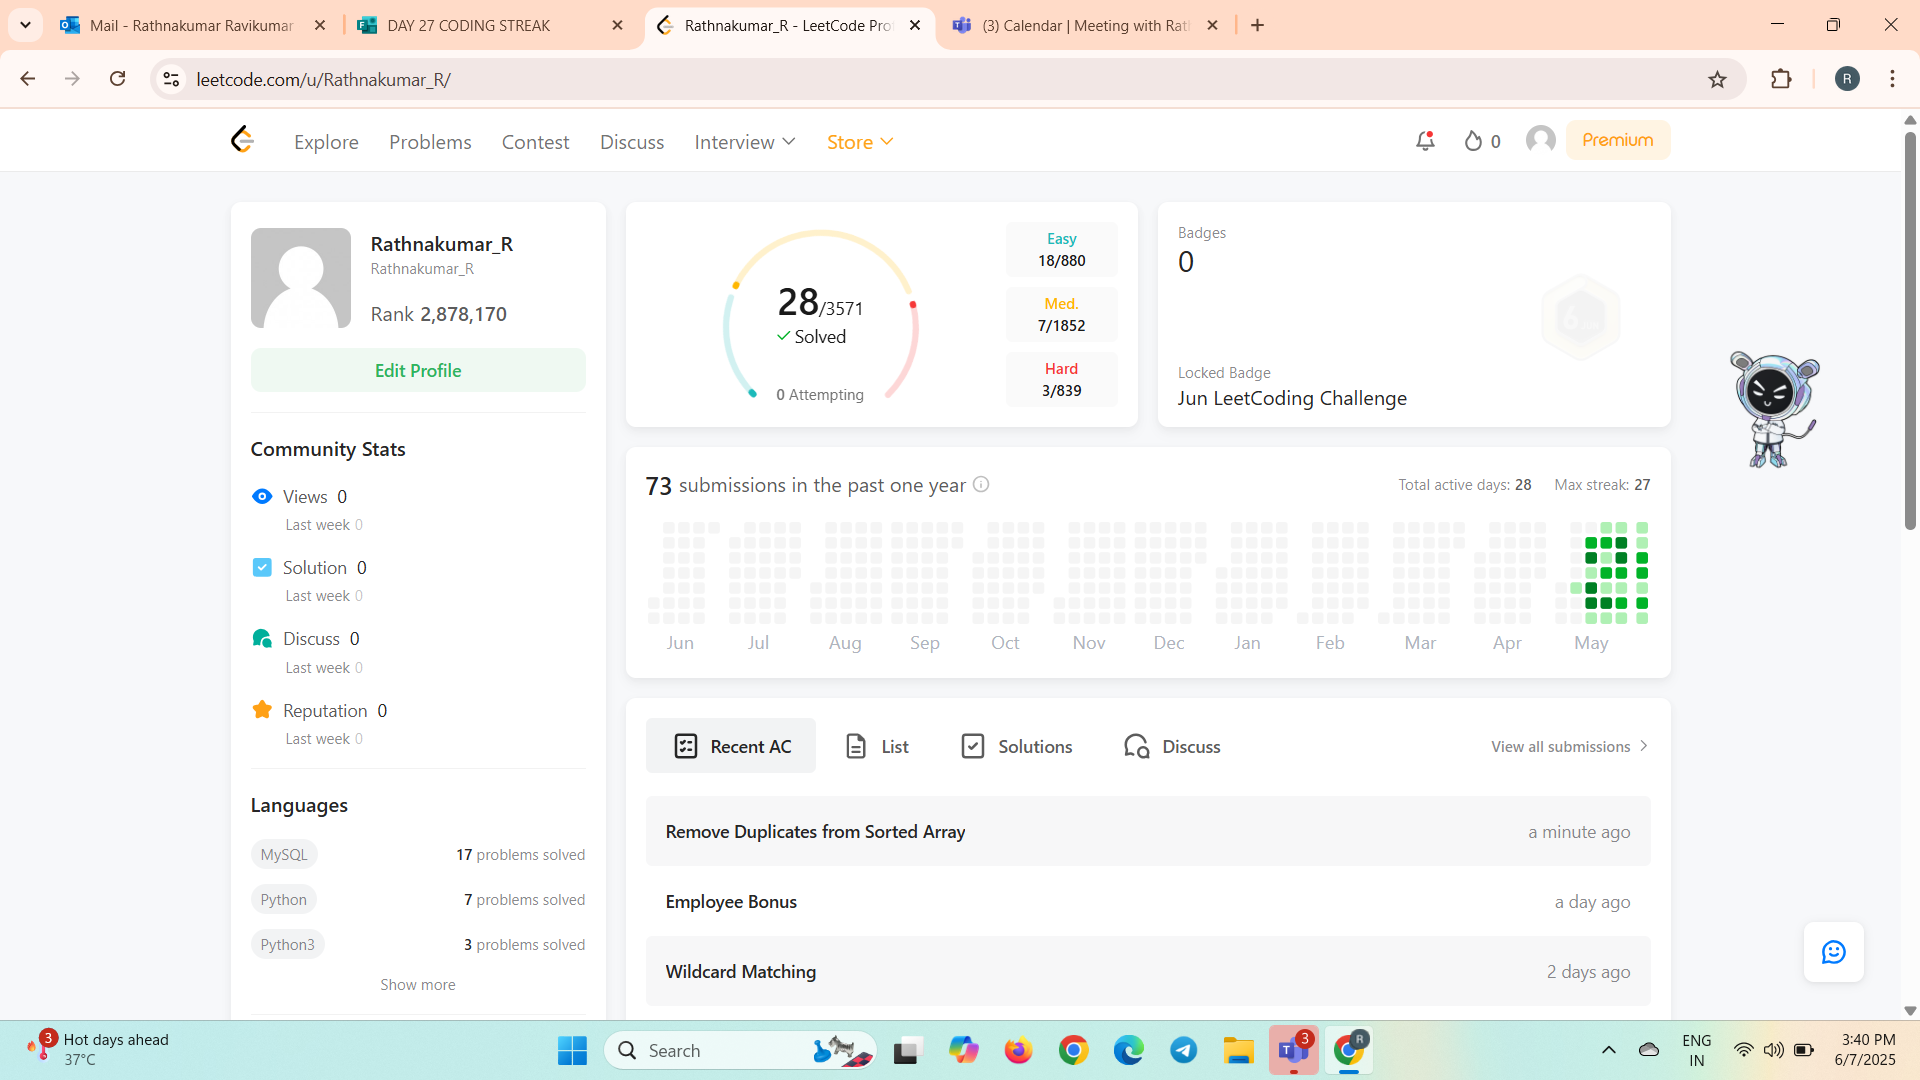 Mail - Rathnakumar Ravikumar
DAY 27 CODING STREAK
Rathnakumar_R - LeetCode Pro
(3) Calendar | Meeting with Rat
leetcode.com/u/Rathnakumar_R/
R
Explore
Problems
Contest
Discuss
Interview
Store
0
Premium
Rathnakumar_R
Rathnakumar_R
Rank 2,878,170
Edit Profile
Community Stats
Views 0
Last week 0
Solution 0
Last week 0
Discuss 0
Last week 0
Reputation 0
Last week 0
Languages
MySQL
17 problems solved
Python
7 problems solved
Python3
3 problems solved
Show more
28/3571
Solved
0 Attempting
Easy
18/880
Med.
7/1852
Hard
3/839
Badges
0
Locked Badge
Jun LeetCoding Challenge
73 submissions in the past one year
Total active days: 28
Max streak: 27
Jun
Jul
Aug
Sep
Oct
Nov
Dec
Jan
Feb
Mar
Apr
May
Recent AC
List
Solutions
Discuss
View all submissions
Remove Duplicates from Sorted Array
a minute ago
Employee Bonus
a day ago
Wildcard Matching
2 days ago
3
Hot days ahead
37°C
Search
3
R
ENG
IN
3:40 PM
6/7/2025